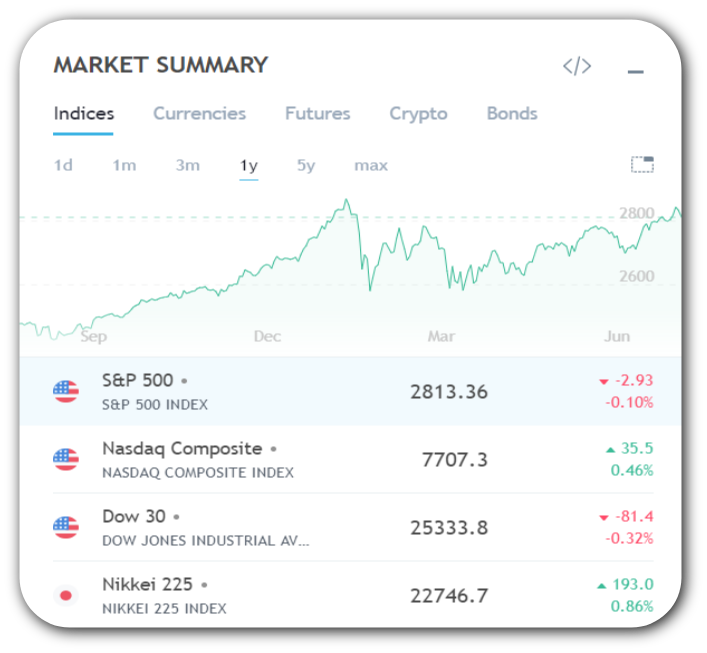 MARKET SUMMARY </>
Indices Currencies Futures Crypto Bonds
1d 1m 3m 1y 5y max
2800
2600
Sep Dec Mar Jun
S&P 500
S&P 500 INDEX
2813.36
-2.93
-0.10%
Nasdaq Composite
NASDAQ COMPOSITE INDEX
7707.3
35.5
0.46%
Dow 30
DOW JONES INDUSTRIAL AV...
25333.8
-81.4
-0.32%
Nikkei 225
NIKKEI 225 INDEX
22746.7
193.0
0.86%